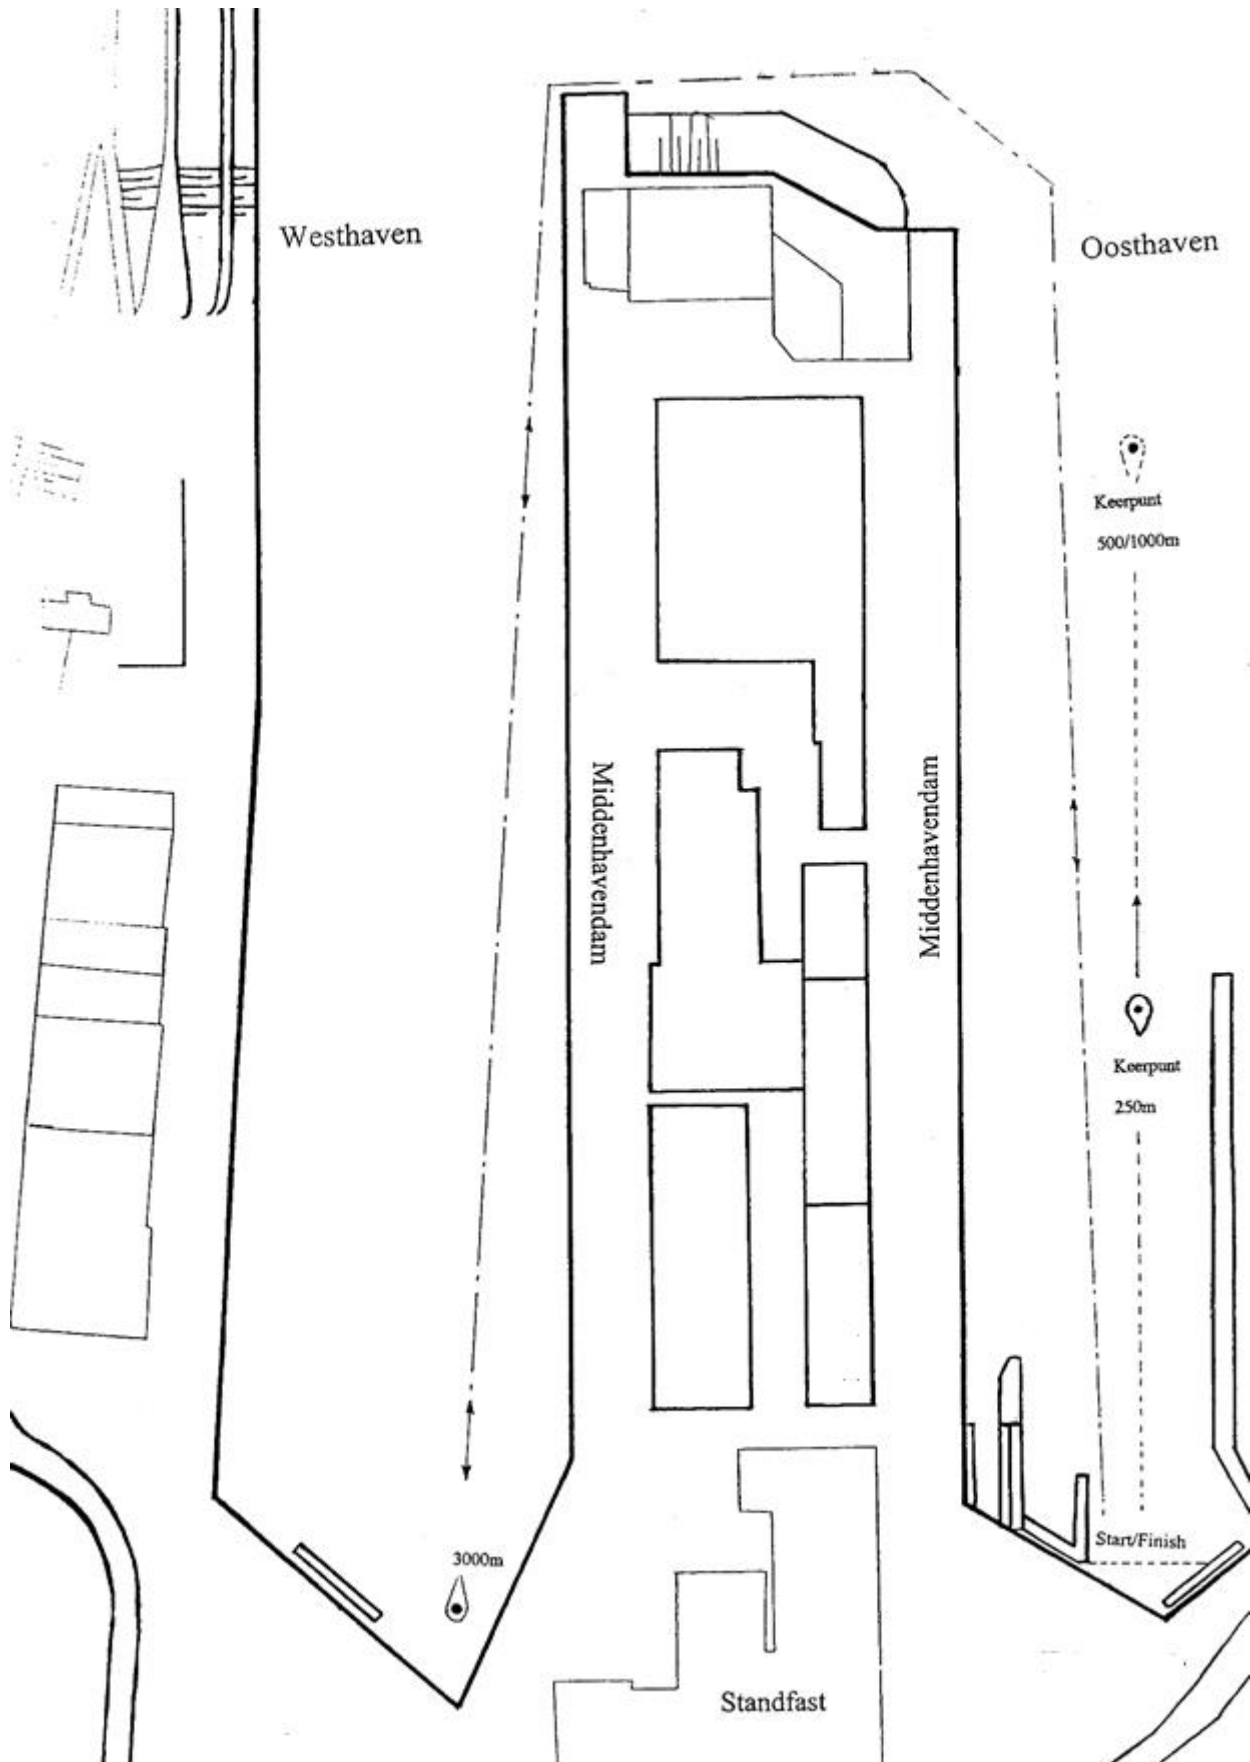 Westhaven
Oosthaven
Keerpunt
500/1000m
Middenhavendam
Middenhavendam
Keerpunt
250m
Start/Finish
3000m
Standfast